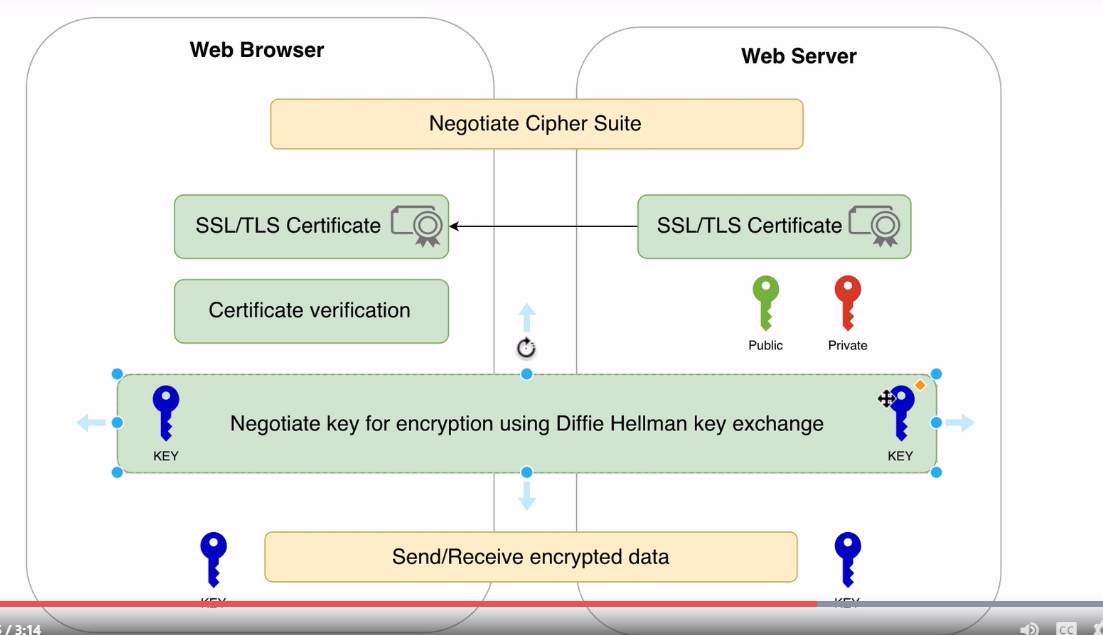 Web Browser
Web Server
Negotiate Cipher Suite
SSL/TLS Certificate
SSL/TLS Certificate
Certificate verification
Public
Private
Negotiate key for encryption using Diffie Hellman key exchange
KEY
KEY
Send/Receive encrypted data
KEY
KEY
/ 3:14
CC